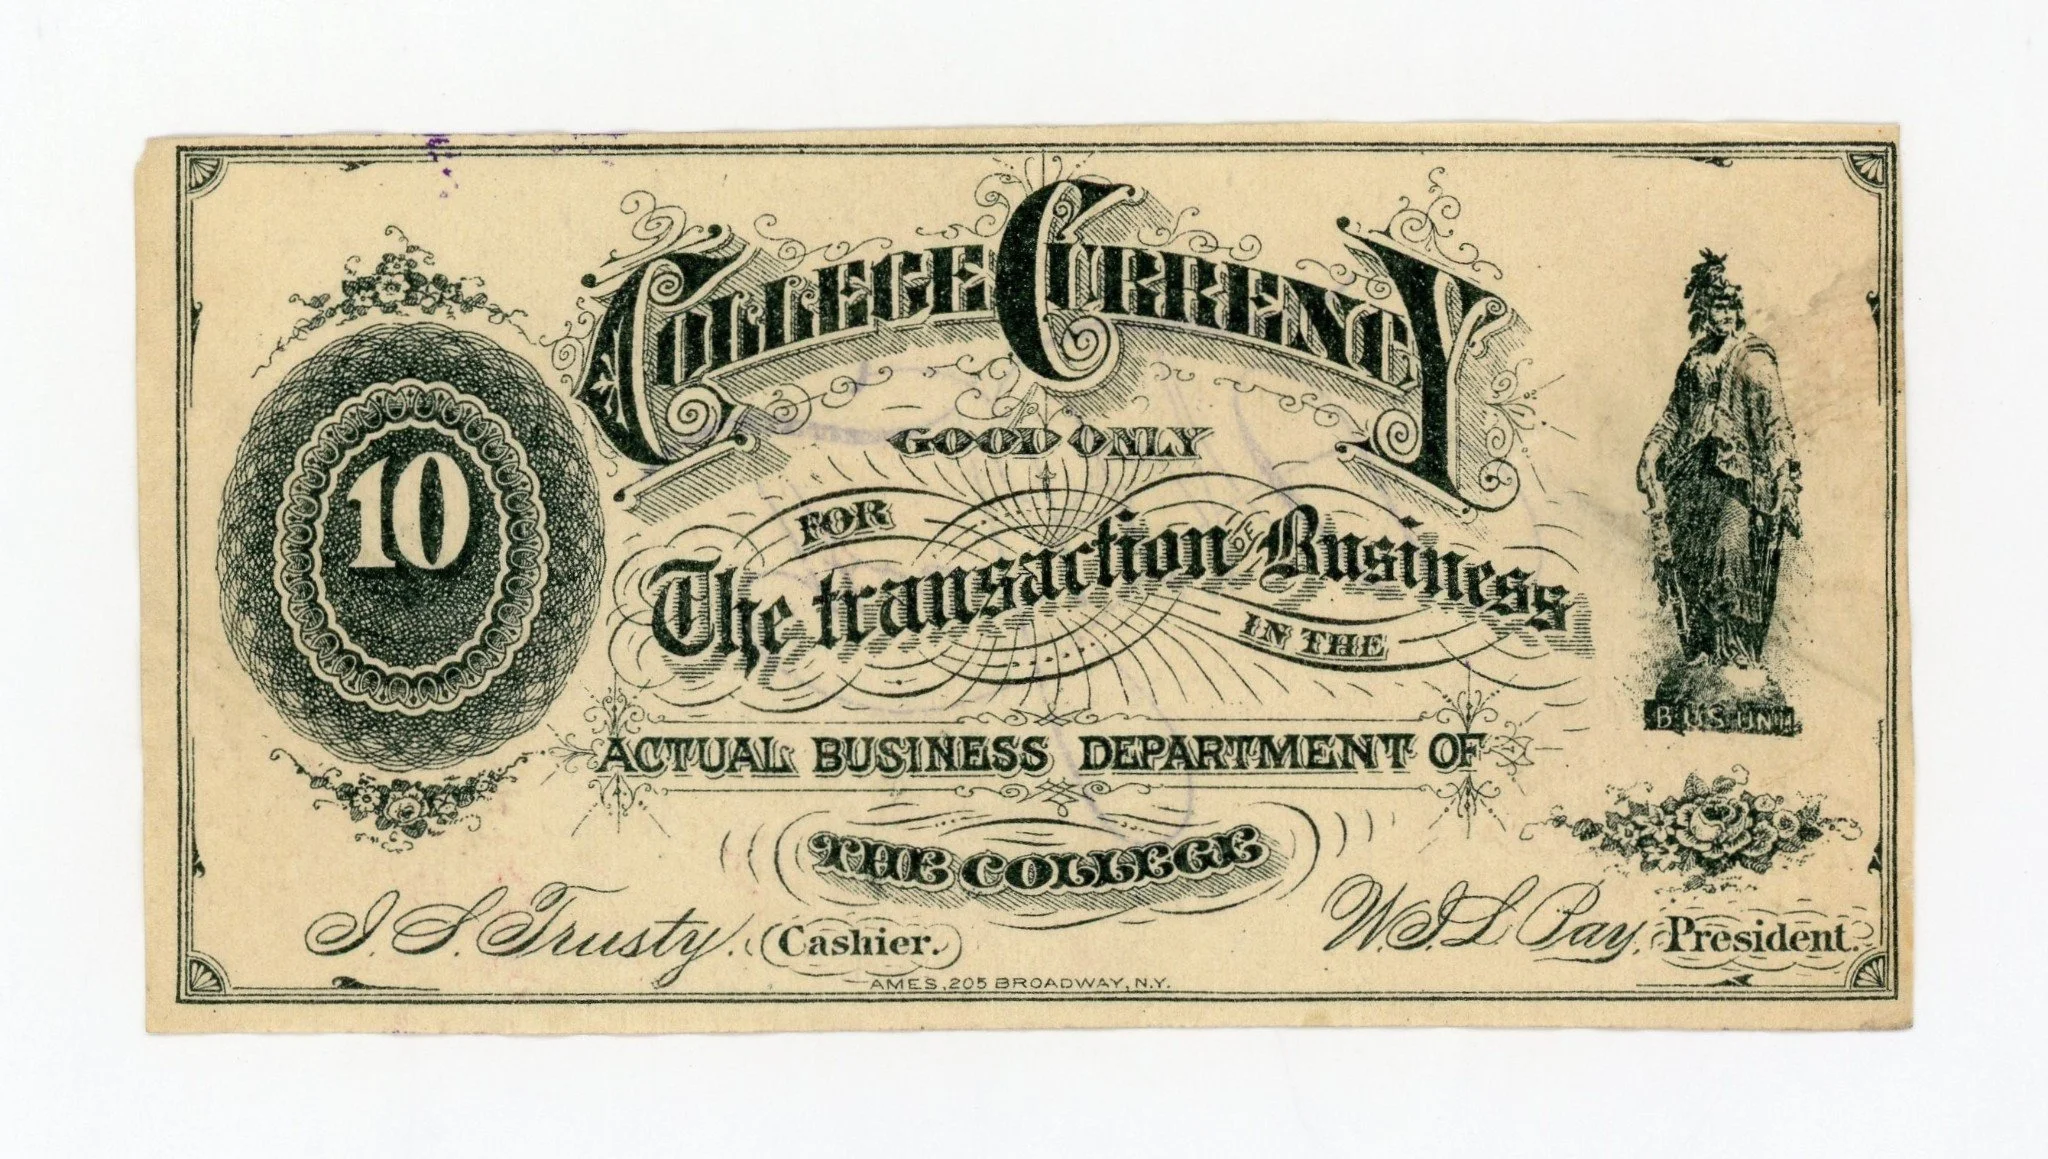 COLLEGE CURRENCY
GOOD ONLY
FOR
The transaction OF Business
IN THE
ACTUAL BUSINESS DEPARTMENT OF
THE COLLEGE
10
I. S. Trusty. Cashier.
W.I.L Pay, President.
AMES, 205 BROADWAY, N.Y.